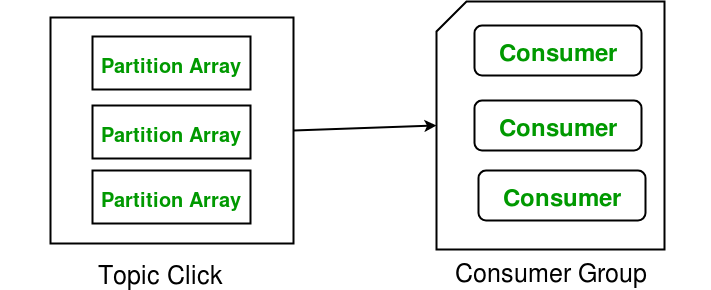 Partition Array
Partition Array
Partition Array
Topic Click
Consumer
Consumer
Consumer
Consumer Group